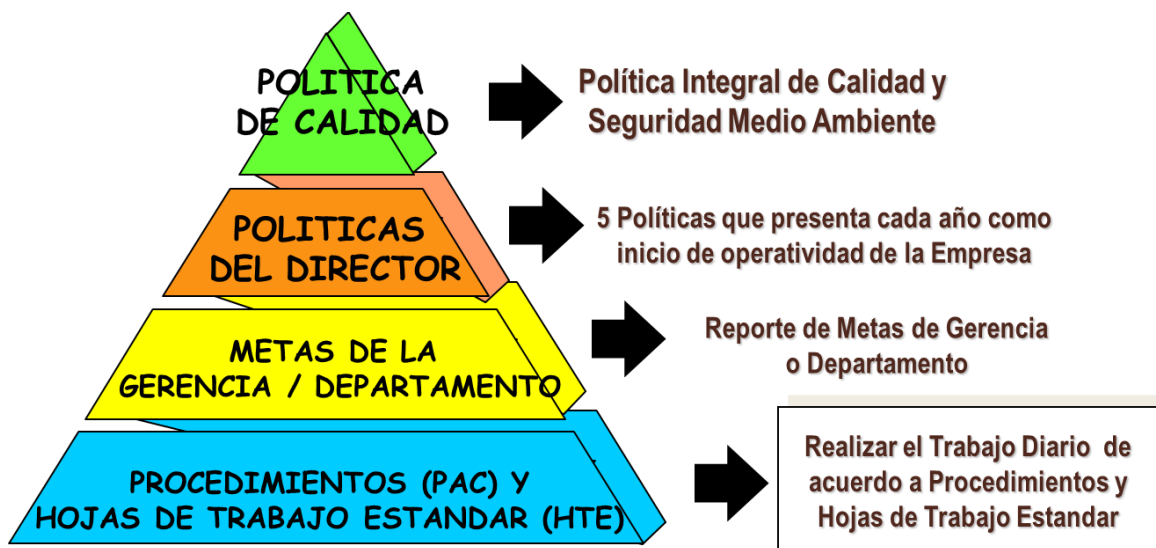 POLITICA
DE CALIDAD
Política Integral de Calidad y
Seguridad Medio Ambiente
POLITICAS
DEL DIRECTOR
5 Políticas que presenta cada año como
inicio de operatividad de la Empresa
METAS DE LA
GERENCIA / DEPARTAMENTO
Reporte de Metas de Gerencia
o Departamento
PROCEDIMIENTOS (PAC) Y
HOJAS DE TRABAJO ESTANDAR (HTE)
Realizar el Trabajo Diario de
acuerdo a Procedimientos y
Hojas de Trabajo Estandar